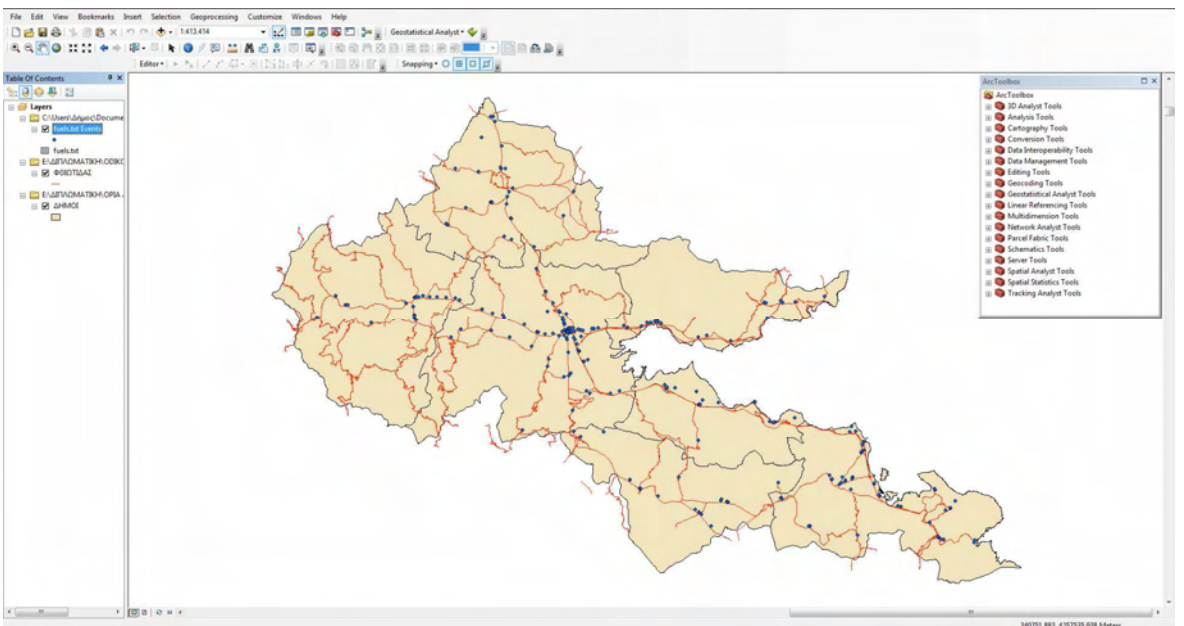 File Edit View Bookmarks Insert Selection Geoprocessing Customize Windows Help
1:413.414
Geostatistical Analyst
Editor
Snapping
Table Of Contents
Layers
C:\Users\Δήμος\Docume
fuels.txt Events
fuels.txt
E:\ΔΙΠΛΩΜΑΤΙΚΗ\ΟΔΙΚΟ
ΦΘΙΩΤΙΔΑΣ
E:\ΔΙΠΛΩΜΑΤΙΚΗ\ΟΡΙΑ
ΔΗΜΟΙ
ArcToolbox
ArcToolbox
3D Analyst Tools
Analysis Tools
Cartography Tools
Conversion Tools
Data Interoperability Tools
Data Management Tools
Editing Tools
Geocoding Tools
Geostatistical Analyst Tools
Linear Referencing Tools
Multidimension Tools
Network Analyst Tools
Parcel Fabric Tools
Schematics Tools
Server Tools
Spatial Analyst Tools
Spatial Statistics Tools
Tracking Analyst Tools
Meters